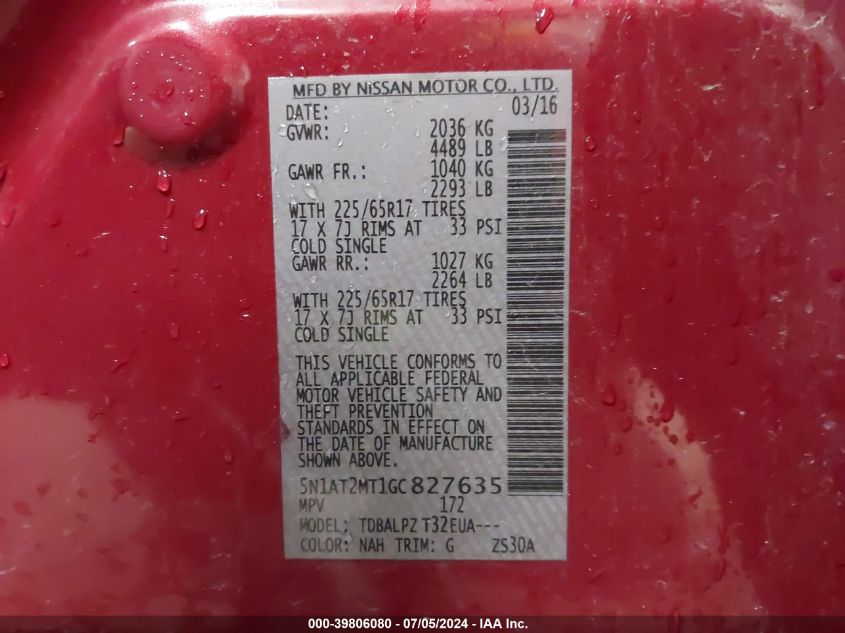 MFD BY NISSAN MOTOR CO., LTD.
DATE: 03/16
GVWR: 2036 KG
4489 LB
GAWR FR.: 1040 KG
2293 LB
WITH 225/65R17 TIRES
17 X 7J RIMS AT 33 PSI
COLD SINGLE
GAWR RR.: 1027 KG
2264 LB
WITH 225/65R17 TIRES
17 X 7J RIMS AT 33 PSI
COLD SINGLE
THIS VEHICLE CONFORMS TO
ALL APPLICABLE FEDERAL
MOTOR VEHICLE SAFETY AND
THEFT PREVENTION
STANDARDS IN EFFECT ON
THE DATE OF MANUFACTURE
SHOWN ABOVE.
5N1AT2MT1GC827635
MPV 172
MODEL: TDBALPZ T32EUA---
COLOR: NAH TRIM: G ZS30A
000-39806080 - 07/05/2024 - IAA Inc.